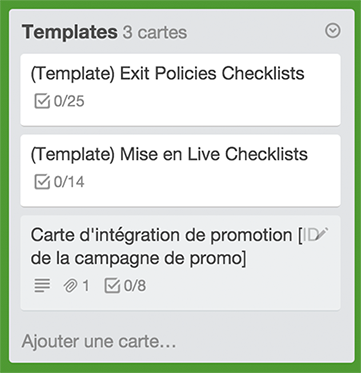 Templates 3 cartes
(Template) Exit Policies Checklists
0/25
(Template) Mise en Live Checklists
0/14
Carte d'intégration de promotion [ID
de la campagne de promo]
1 0/8
Ajouter une carte…